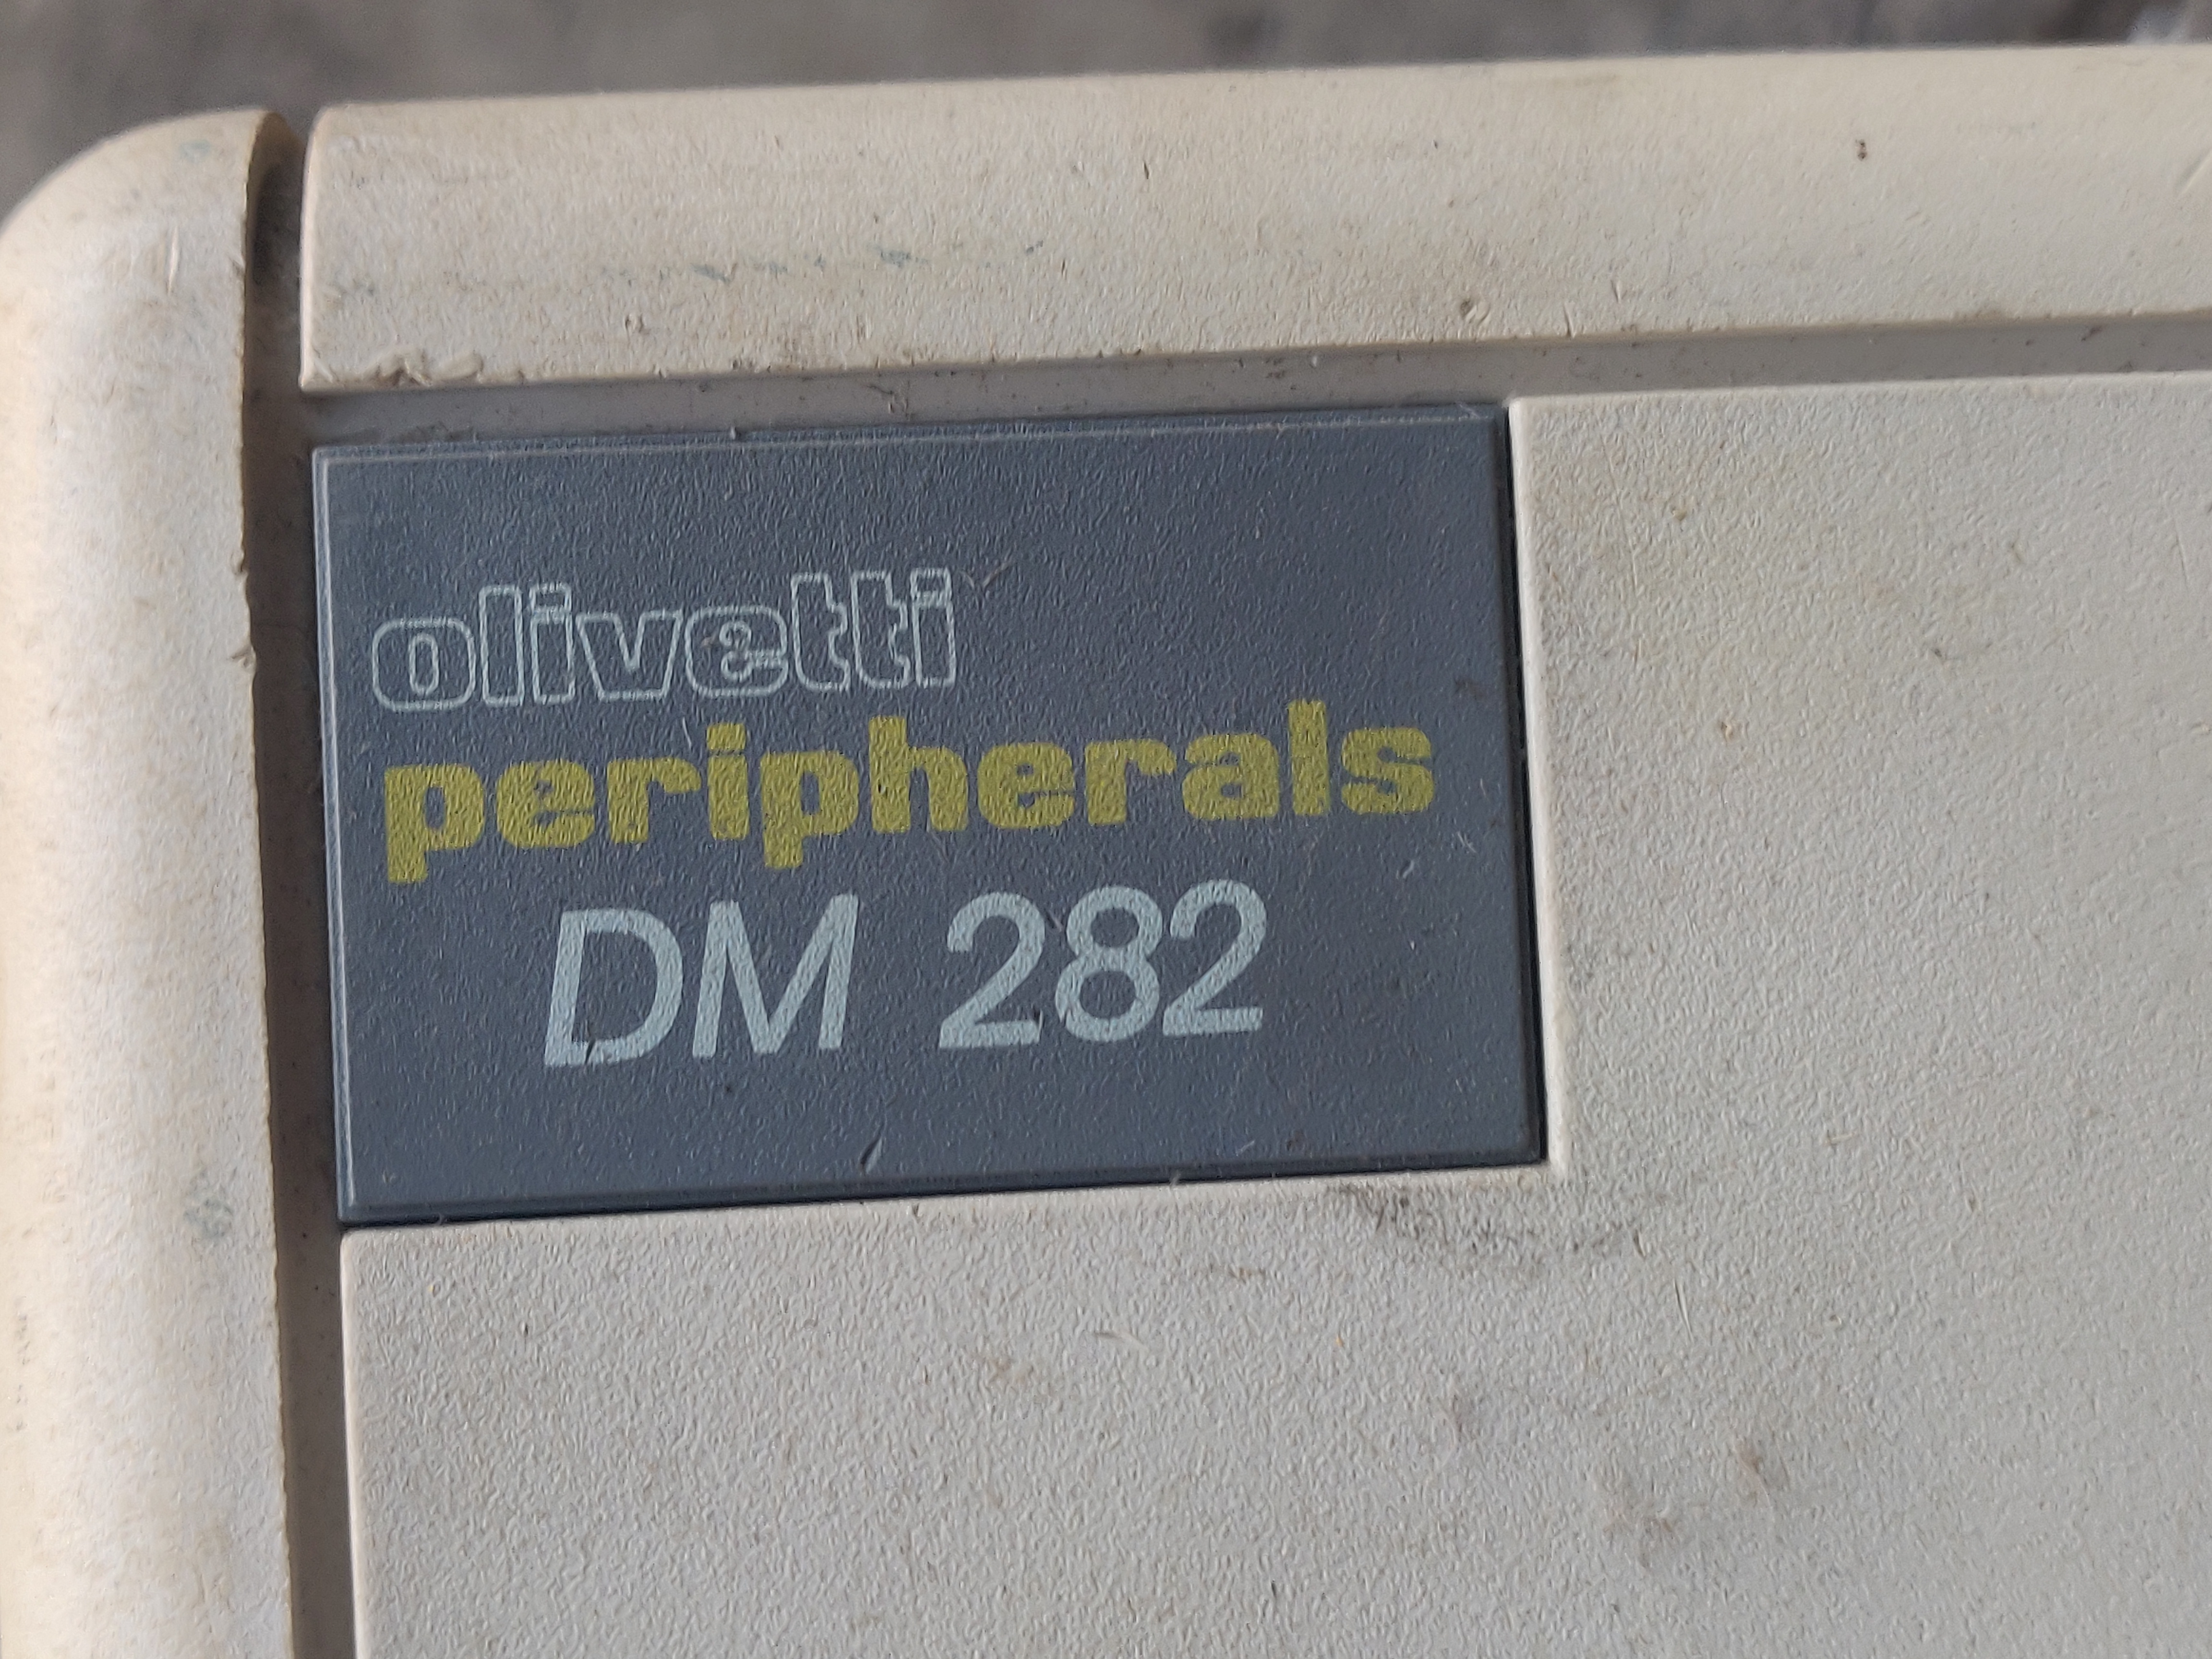 olivetti
peripherals
DM 282